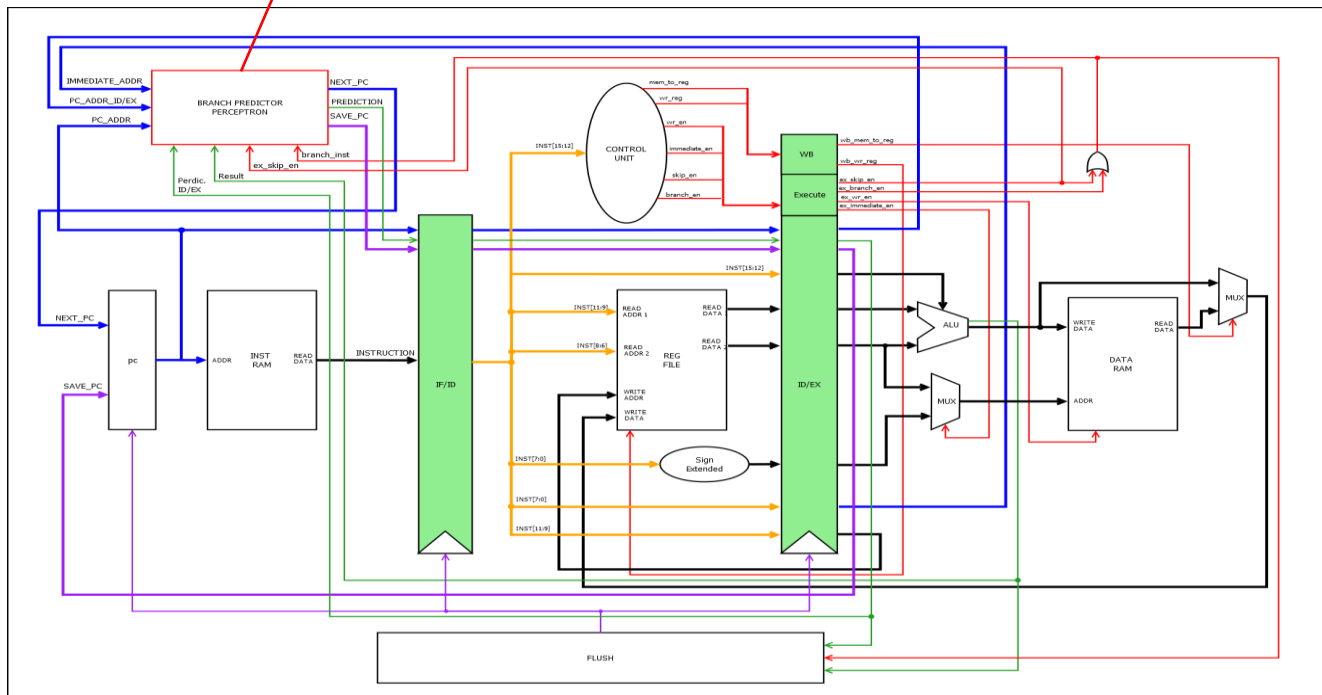 IMMEDIATE_ADDR
PC_ADDR_ID/EX
PC_ADDR
BRANCH PREDICTOR
PERCEPTRON
NEXT_PC
PREDICTION
SAVE_PC
branch_inst
ex_skip_en
Result
Perdic.
ID/EX
INST[15:12]
CONTROL
UNIT
mem_to_reg
wr_reg
wr_en
immediate_en
skip_en
branch_en
WB
Execute
wb_mem_to_reg
wb_wr_reg
ex_skip_en
ex_branch_en
ex_wr_en
ex_immediate_en
NEXT_PC
SAVE_PC
pc
ADDR
INST
RAM
READ
DATA
INSTRUCTION
IF/ID
INST[15:12]
INST[11:9]
INST[8:6]
READ
ADDR 1
READ
ADDR 2
WRITE
ADDR
WRITE
DATA
REG
FILE
READ
DATA
READ
DATA 2
Sign
Extended
INST[7:0]
INST[7:0]
INST[11:9]
ID/EX
ALU
MUX
WRITE
DATA
ADDR
READ
DATA
DATA
RAM
MUX
FLUSH